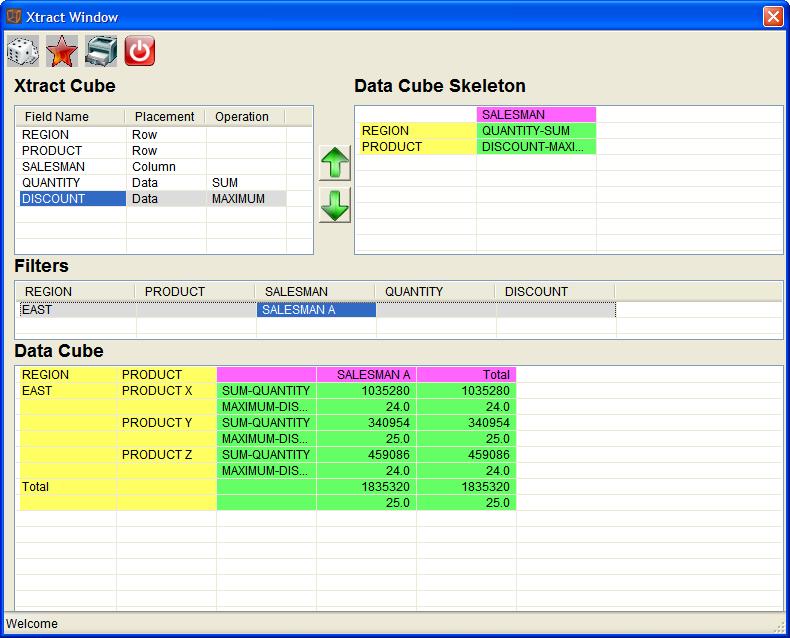 Xtract Window
Xtract Cube
Field Name Placement Operation
REGION Row
PRODUCT Row
SALESMAN Column
QUANTITY Data SUM
DISCOUNT Data MAXIMUM
Data Cube Skeleton
SALESMAN
REGION QUANTITY-SUM
PRODUCT DISCOUNT-MAXI...
Filters
REGION PRODUCT SALESMAN QUANTITY DISCOUNT
EAST SALESMAN A
Data Cube
REGION PRODUCT SALESMAN A Total
EAST PRODUCT X SUM-QUANTITY 1035280 1035280
MAXIMUM-DIS... 24.0 24.0
PRODUCT Y SUM-QUANTITY 340954 340954
MAXIMUM-DIS... 25.0 25.0
PRODUCT Z SUM-QUANTITY 459086 459086
MAXIMUM-DIS... 24.0 24.0
Total 1835320 1835320
25.0 25.0
Welcome